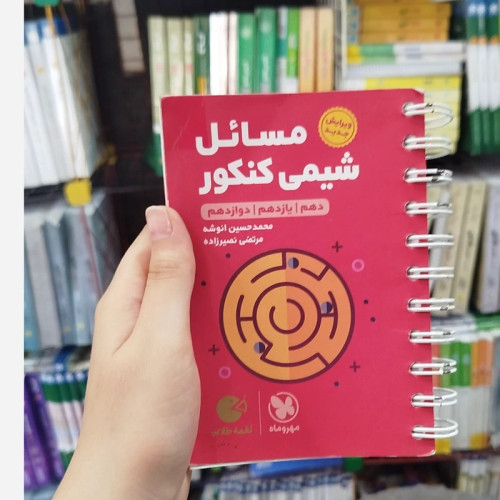 ویرایش
جدید
مسائل
شیمی کنکور
دهم | یازدهم | دوازدهم
محمدحسین انوشه
مرتضی نصیرزاده
لقمه طلایی
مهروماه